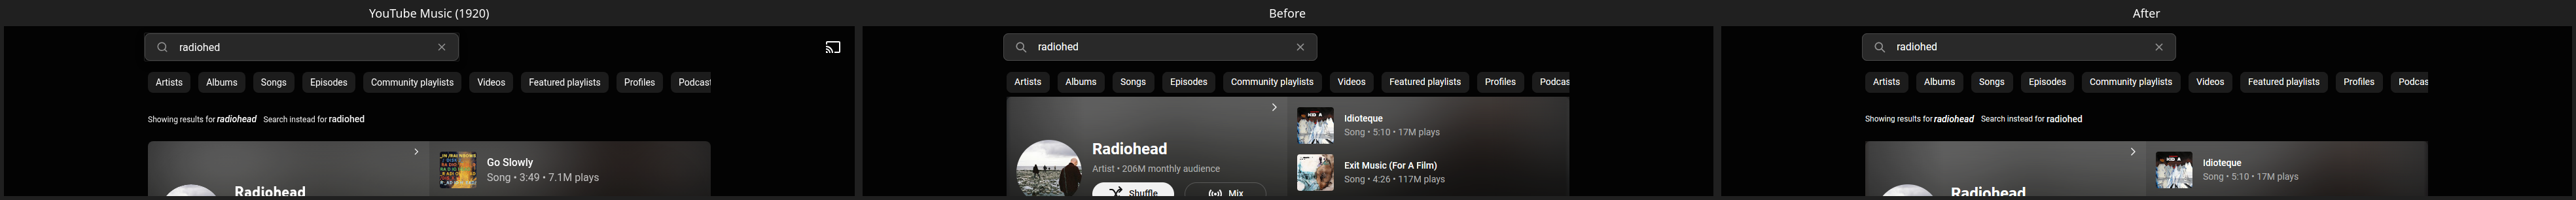 YouTube Music (1920)
radiohed
Artists Albums Songs Episodes Community playlists Videos Featured playlists Profiles Podcast
Showing results for radiohead Search instead for radiohed
Radiohead
Go Slowly
Song • 3:49 • 7.1M plays
Before
radiohed
Artists Albums Songs Episodes Community playlists Videos Featured playlists Profiles Podcas
Radiohead
Artist • 206M monthly audience
Shuffle Mix
Idioteque
Song • 5:10 • 17M plays
Exit Music (For A Film)
Song • 4:26 • 117M plays
After
radiohed
Artists Albums Songs Episodes Community playlists Videos Featured playlists Profiles Podcas
Showing results for radiohead Search instead for radiohed
Radiohead
Idioteque
Song • 5:10 • 17M plays